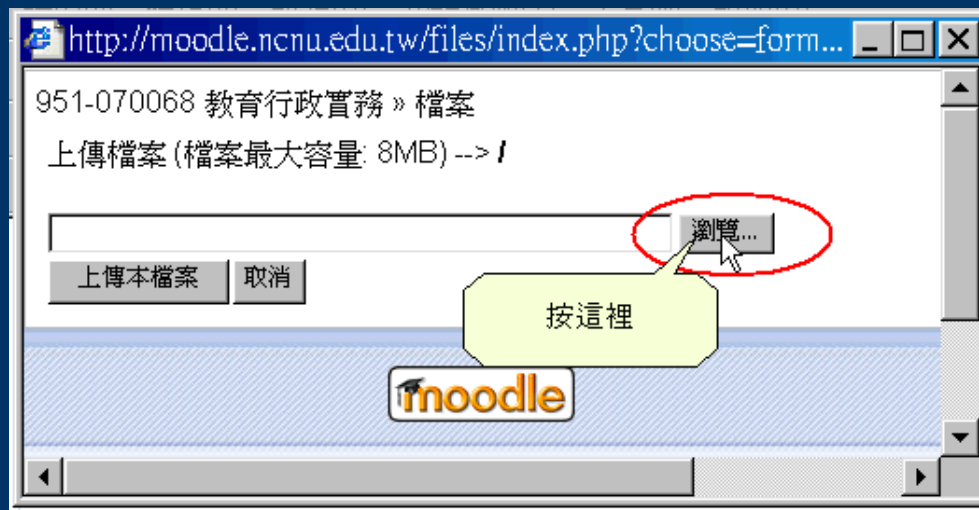 http://moodle.ncnu.edu.tw/files/index.php?choose=form...
951-070068 教育行政實務 » 檔案
上傳檔案 (檔案最大容量: 8MB) --> /
瀏覽...
上傳本檔案 取消
按這裡
moodle